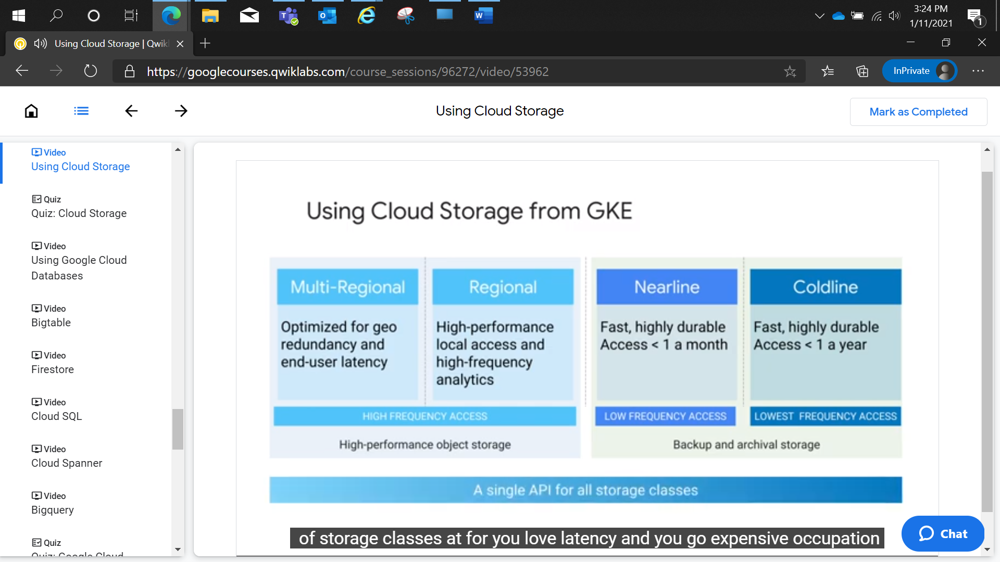 3:24 PM
1/11/2021
1
Using Cloud Storage | Qwikl
https://googlecourses.qwiklabs.com/course_sessions/96272/video/53962
InPrivate
Using Cloud Storage
Mark as Completed
Video
Using Cloud Storage
Quiz
Quiz: Cloud Storage
Video
Using Google Cloud
Databases
Video
Bigtable
Video
Firestore
Video
Cloud SQL
Video
Cloud Spanner
Video
Bigquery
Quiz
Quiz: Google Cloud
Using Cloud Storage from GKE
Multi-Regional
Optimized for geo
redundancy and
end-user latency
Regional
High-performance
local access and
high-frequency
analytics
HIGH FREQUENCY ACCESS
High-performance object storage
Nearline
Fast, highly durable
Access < 1 a month
LOW FREQUENCY ACCESS
Coldline
Fast, highly durable
Access < 1 a year
LOWEST FREQUENCY ACCESS
Backup and archival storage
A single API for all storage classes
of storage classes at for you love latency and you go expensive occupation
Chat